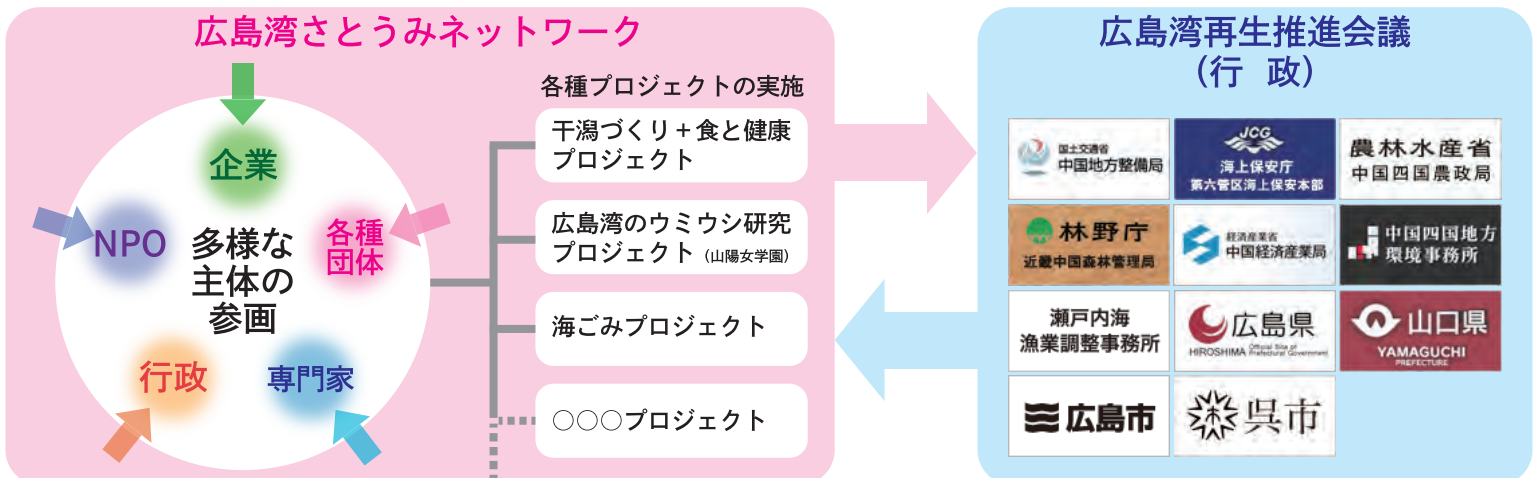 広島湾さとうみネットワーク
企業
NPO
各種
団体
多様な
主体の
参画
行政
専門家
各種プロジェクトの実施
干潟づくり＋食と健康
プロジェクト
広島湾のウミウシ研究
プロジェクト（山陽女学園）
海ごみプロジェクト
○○○プロジェクト
広島湾再生推進会議
（行 政）
国土交通省
中国地方整備局
JCG
海上保安庁
第六管区海上保安本部
農林水産省
中国四国農政局
林野庁
近畿中国森林管理局
経済産業省
中国経済産業局
中国四国地方
環境事務所
瀬戸内海
漁業調整事務所
広島県
HIROSHIMA Official Site of Prefectural Government
山口県
YAMAGUCHI
PREFECTURE
広島市
呉市